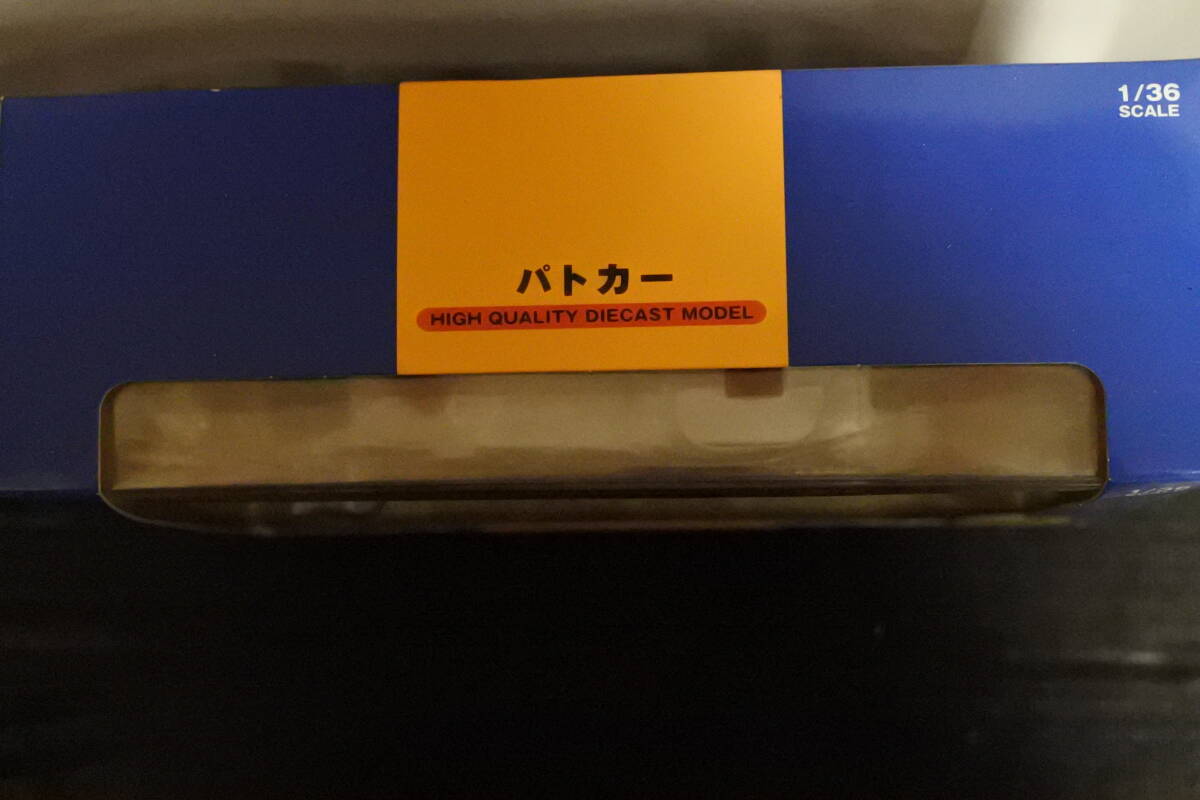 1/36
SCALE
パトカー
HIGH QUALITY DIECAST MODEL